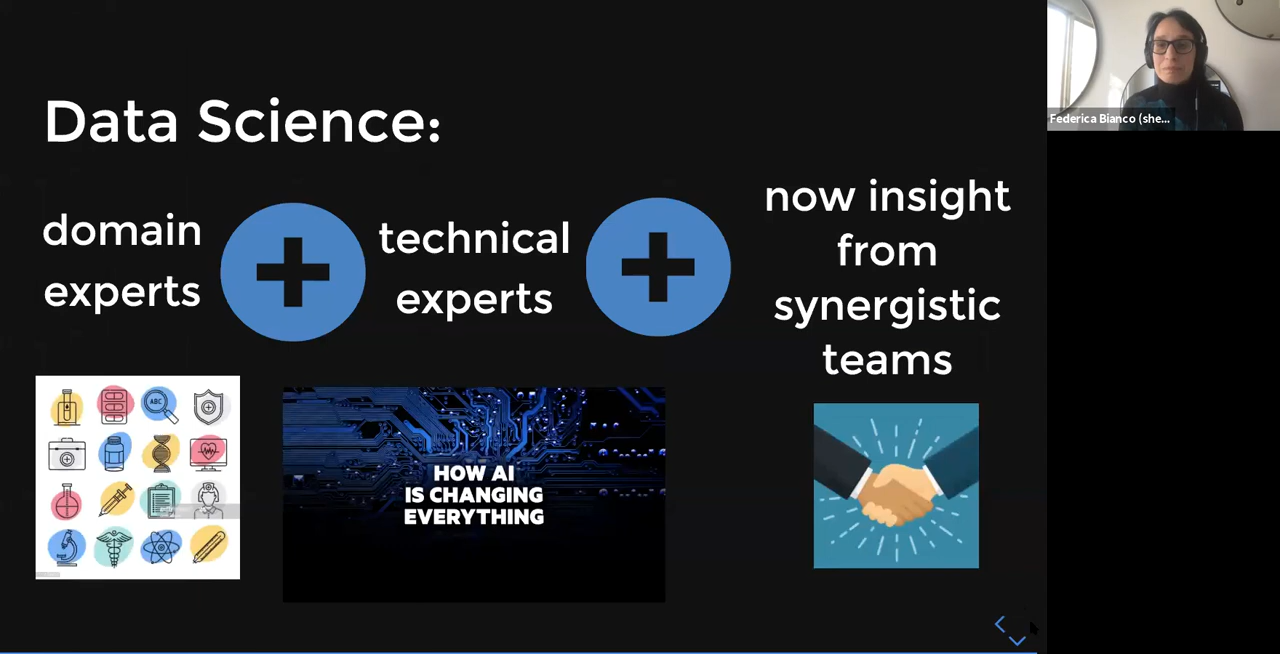 Data Science:
domain
experts
technical
experts
now insight
from
synergistic
teams
ABC
HOW AI
IS CHANGING
EVERYTHING
Federica Bianco (she...